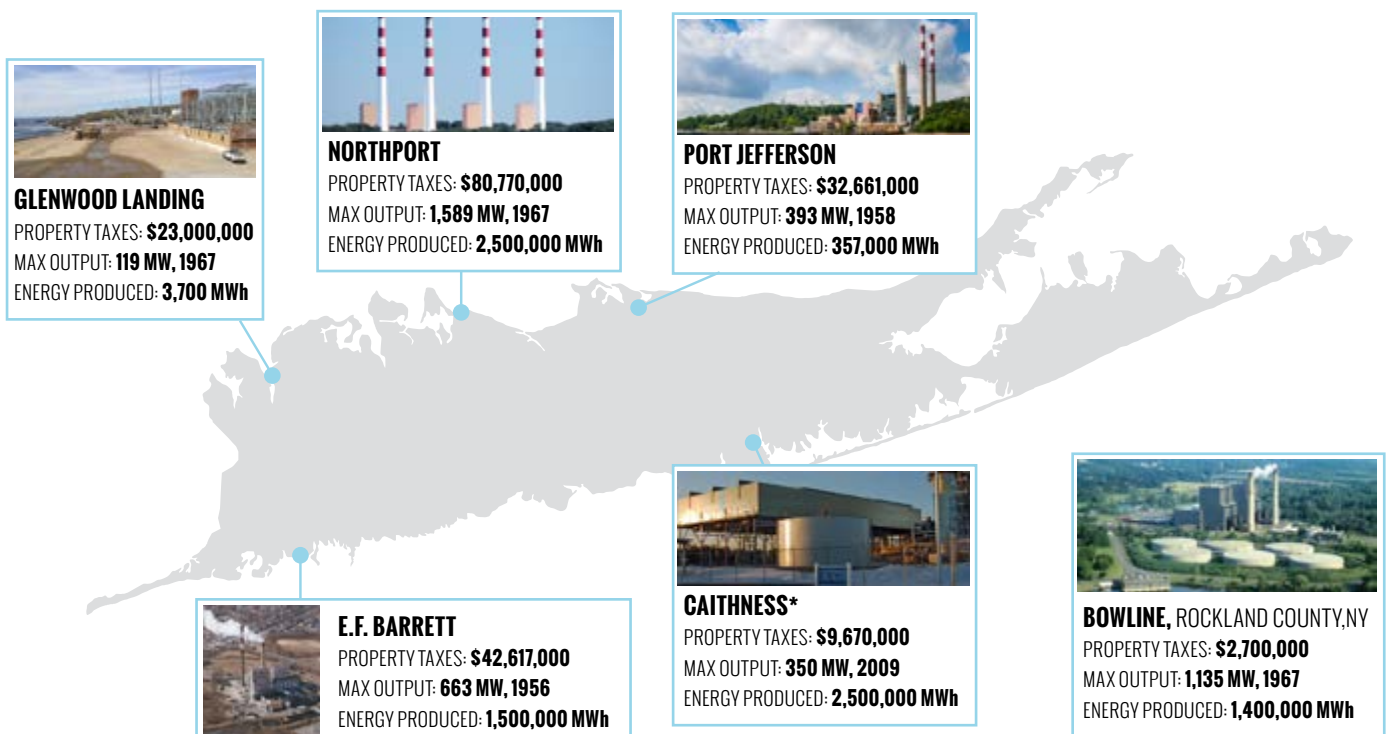 GLENWOOD LANDING
PROPERTY TAXES: $23,000,000
MAX OUTPUT: 119 MW, 1967
ENERGY PRODUCED: 3,700 MWh
NORTHPORT
PROPERTY TAXES: $80,770,000
MAX OUTPUT: 1,589 MW, 1967
ENERGY PRODUCED: 2,500,000 MWh
PORT JEFFERSON
PROPERTY TAXES: $32,661,000
MAX OUTPUT: 393 MW, 1958
ENERGY PRODUCED: 357,000 MWh
E.F. BARRETT
PROPERTY TAXES: $42,617,000
MAX OUTPUT: 663 MW, 1956
ENERGY PRODUCED: 1,500,000 MWh
CAITHNESS*
PROPERTY TAXES: $9,670,000
MAX OUTPUT: 350 MW, 2009
ENERGY PRODUCED: 2,500,000 MWh
BOWLINE, ROCKLAND COUNTY,NY
PROPERTY TAXES: $2,700,000
MAX OUTPUT: 1,135 MW, 1967
ENERGY PRODUCED: 1,400,000 MWh